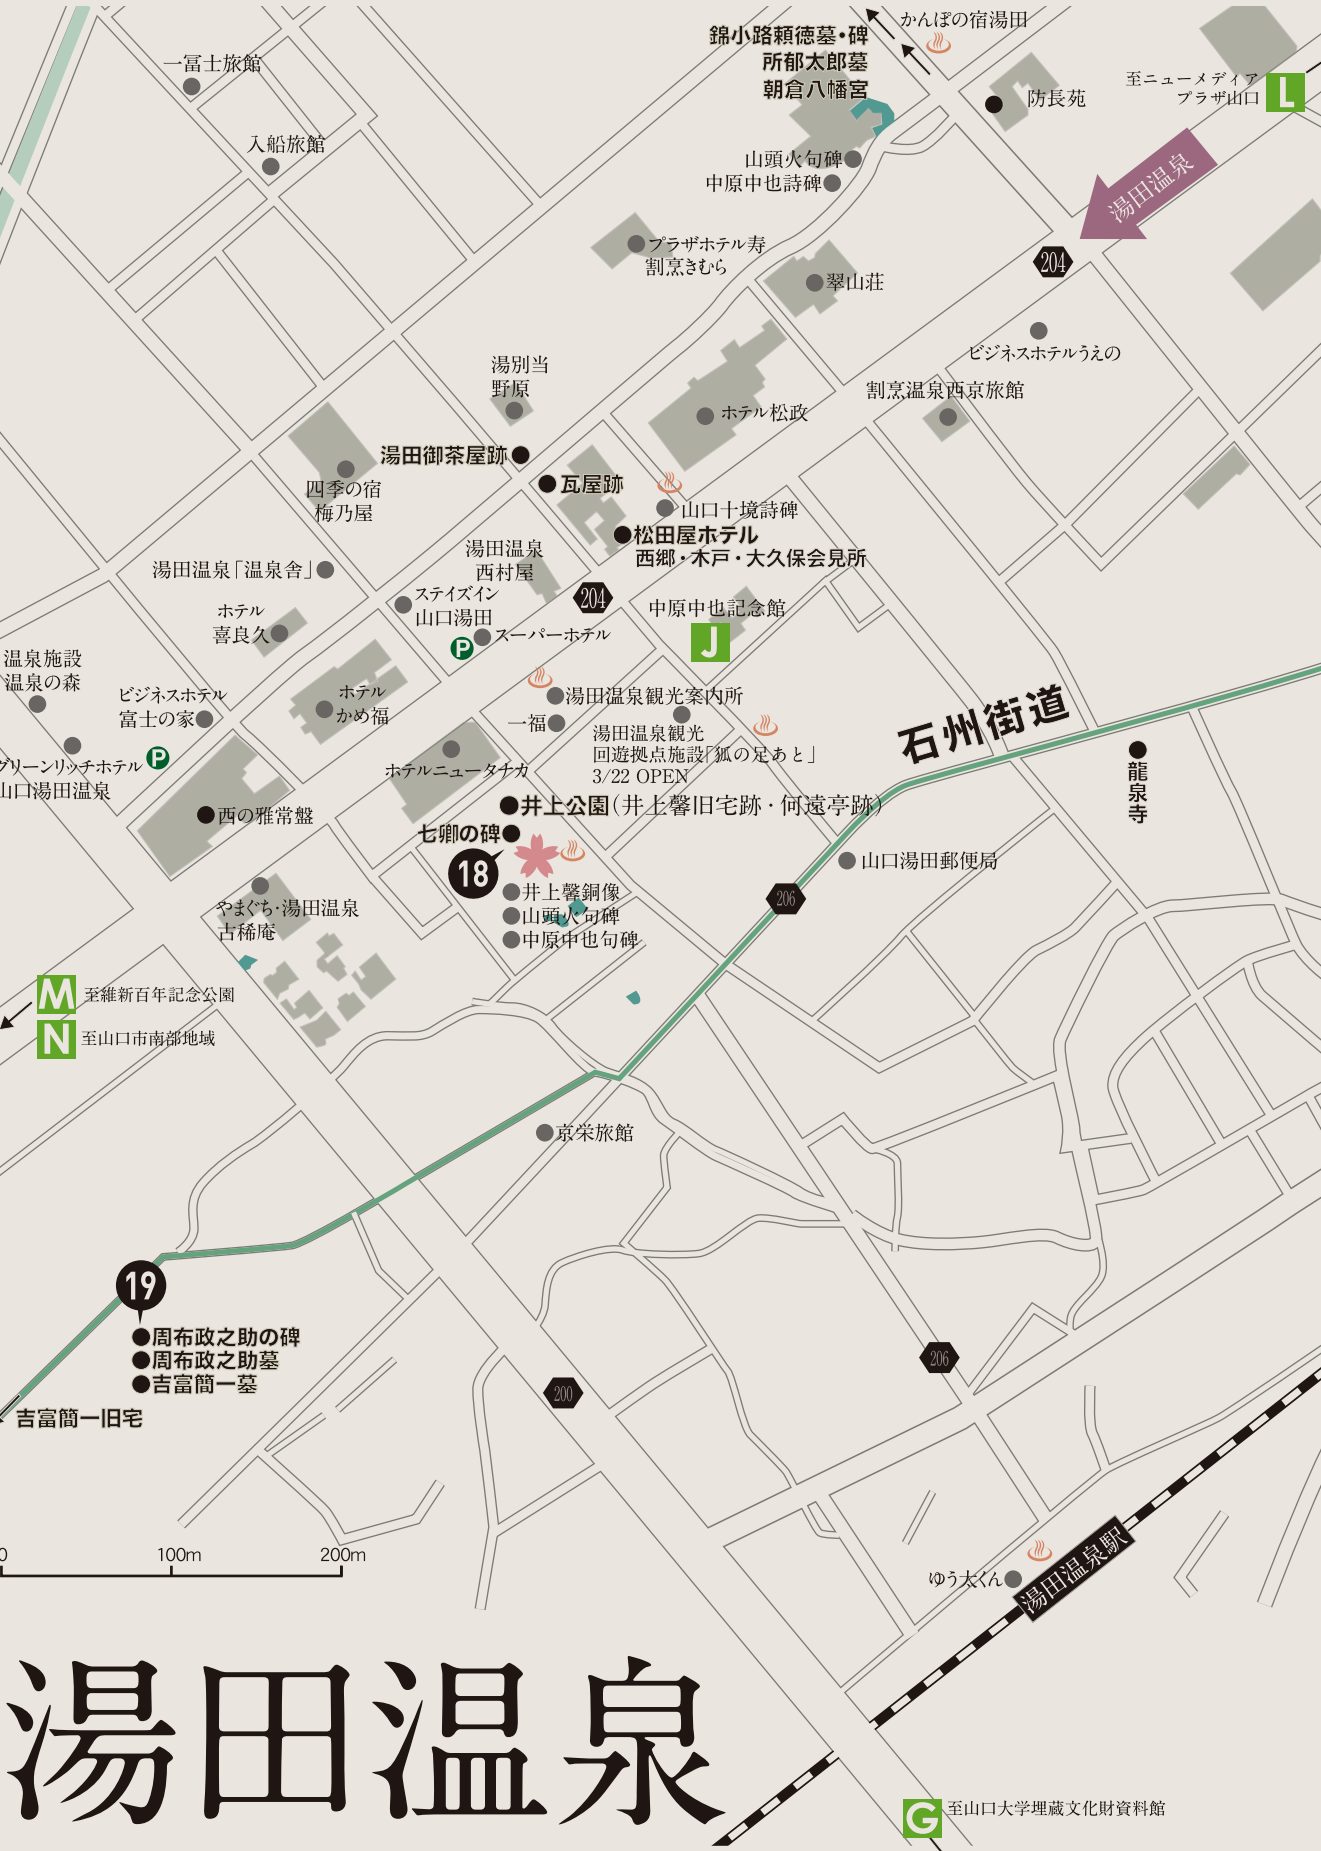 かんぽの宿湯田
錦小路頼徳墓・碑
所郁太郎墓
朝倉八幡宮
一冨士旅館
至ニューメディア
プラザ山口
L
防長苑
入船旅館
山頭火句碑
中原中也詩碑
湯田温泉
プラザホテル寿
割烹きむら
204
翠山荘
ビジネスホテルうえの
湯別当
野原
割烹温泉西京旅館
ホテル松政
湯田御茶屋跡
瓦屋跡
四季の宿
梅乃屋
山口十境詩碑
松田屋ホテル
西郷・木戸・大久保会見所
湯田温泉
西村屋
湯田温泉「温泉舎」
ステイズイン
山口湯田
204
中原中也記念館
J
ホテル
喜良久
P
スーパーホテル
温泉施設
温泉の森
ビジネスホテル
富士の家
ホテル
かめ福
湯田温泉観光案内所
一福
湯田温泉観光
回遊拠点施設「狐の足あと」
3/22 OPEN
石州街道
龍泉寺
グリーンリッチホテル
山口湯田温泉
P
ホテルニュータナカ
西の雅常盤
井上公園(井上馨旧宅跡・何遠亭跡)
七卿の碑
18
山口湯田郵便局
井上馨銅像
山頭火句碑
中原中也句碑
206
やまぐち・湯田温泉
古稀庵
M
至維新百年記念公園
N
至山口市南部地域
京栄旅館
19
周布政之助の碑
周布政之助墓
吉富簡一墓
吉富簡一旧宅
206
200
0
100m
200m
ゆう太くん
湯田温泉駅
湯田温泉
G
至山口大学埋蔵文化財資料館